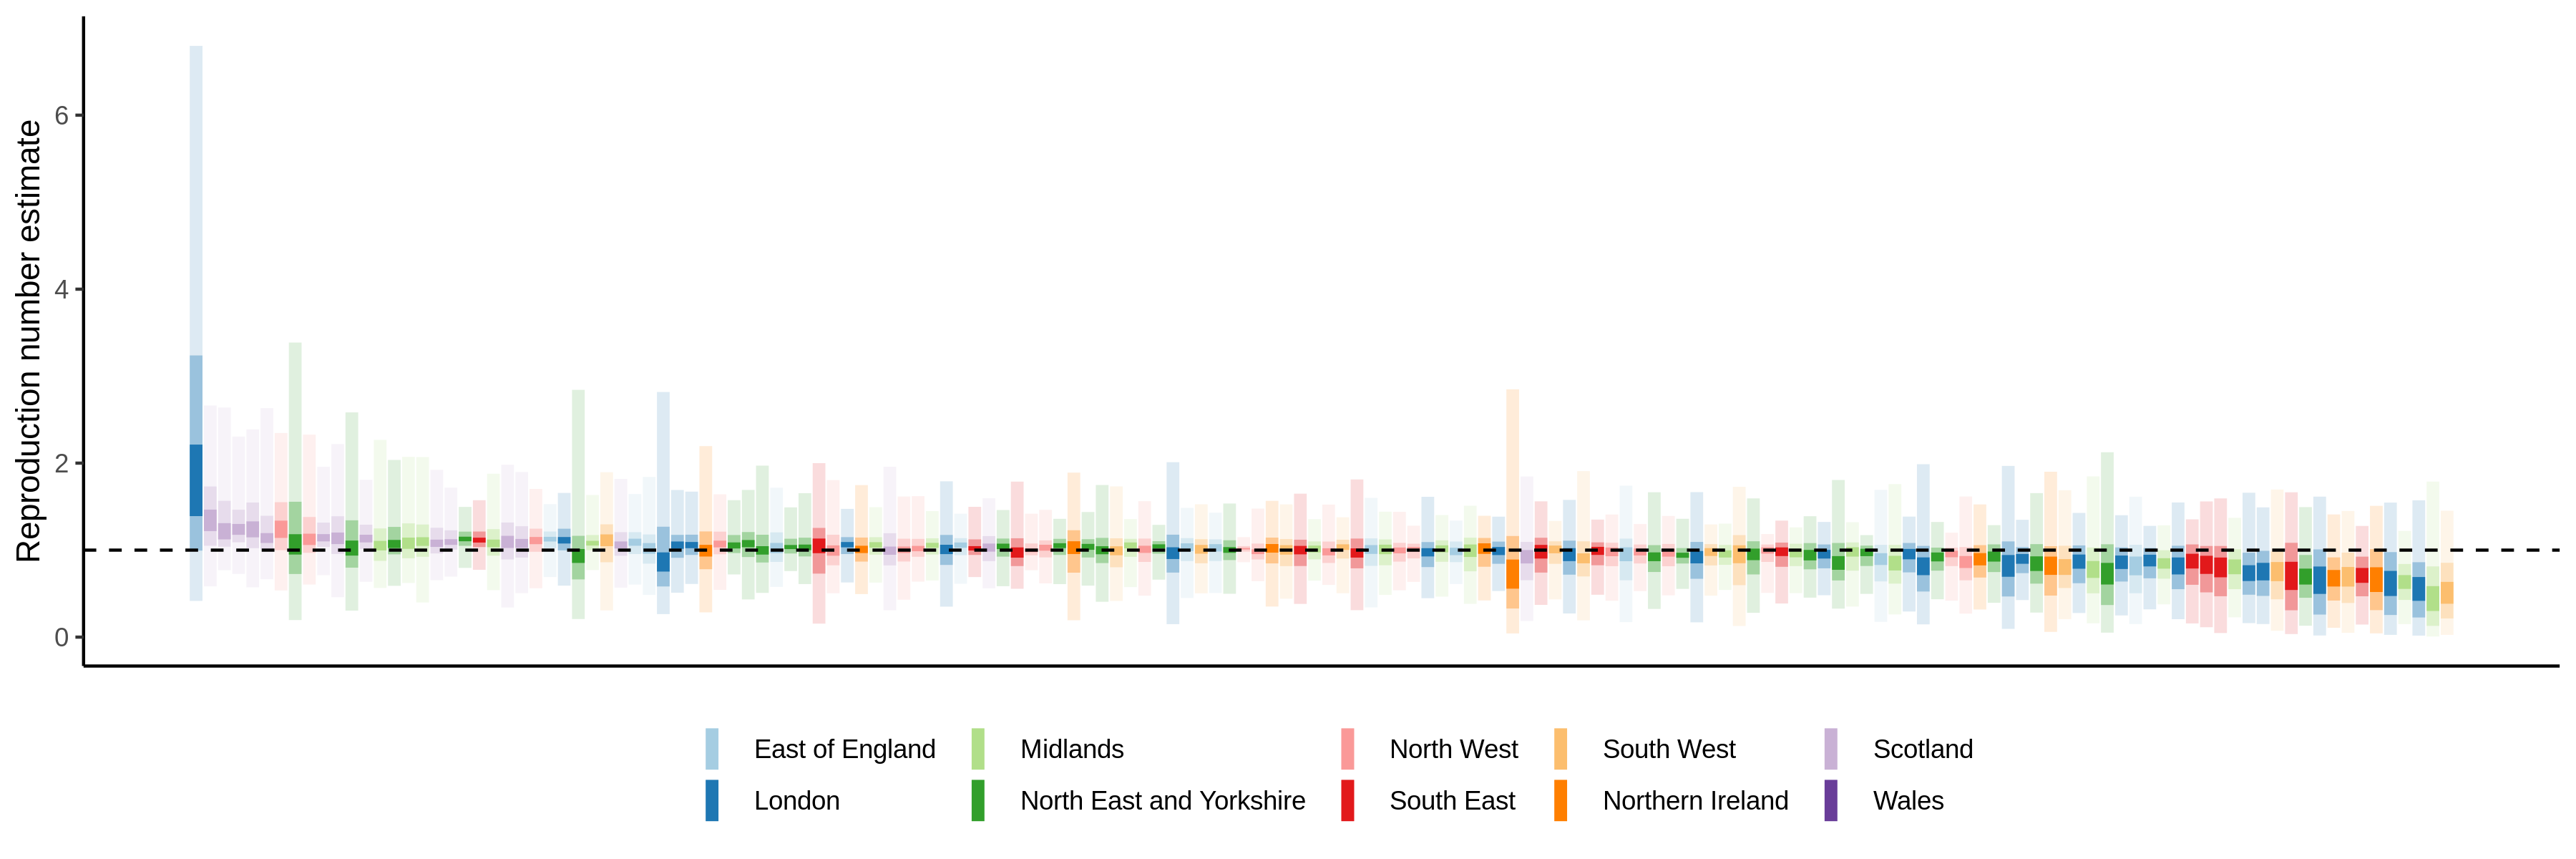 Reproduction number estimate
6
4
2
0
East of England Midlands North West South West Scotland
London North East and Yorkshire South East Northern Ireland Wales